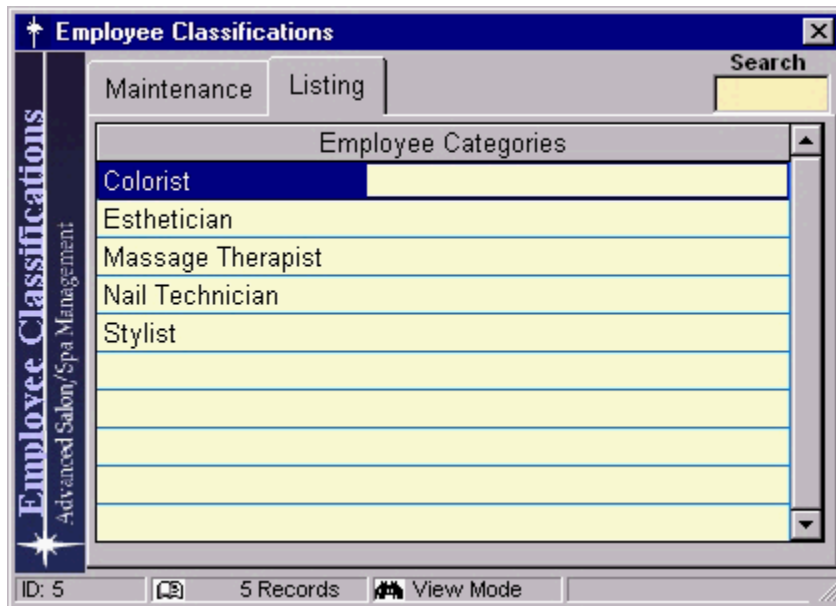 Employee Classifications
Search
Maintenance
Listing
Employee Categories
Colorist
Esthetician
Massage Therapist
Nail Technician
Stylist
Employee Classifications
Advanced Salon/Spa Management
ID: 5
5 Records
View Mode